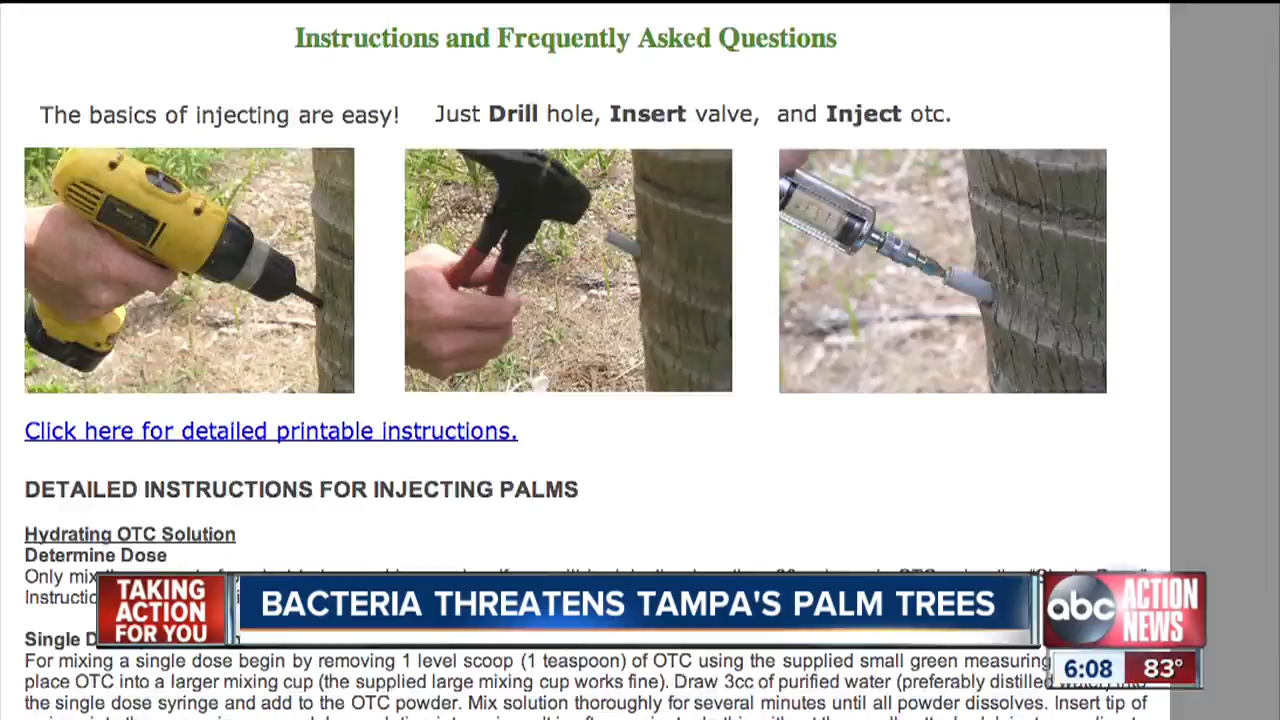 Instructions and Frequently Asked Questions
The basics of injecting are easy! Just Drill hole, Insert valve, and Inject otc.
Click here for detailed printable instructions.
DETAILED INSTRUCTIONS FOR INJECTING PALMS
Hydrating OTC Solution
Determine Dose
Only mix
Instructio
TAKING ACTION FOR YOU
BACTERIA THREATENS TAMPA'S PALM TREES
abc ACTION NEWS
6:08 83°
Single D
For mixing a single dose begin by removing 1 level scoop (1 teaspoon) of OTC using the supplied small green measuring
place OTC into a larger mixing cup (the supplied large mixing cup works fine). Draw 3cc of purified water (preferably distilled water) into
the single dose syringe and add to the OTC powder. Mix solution thoroughly for several minutes until all powder dissolves. Insert tip of